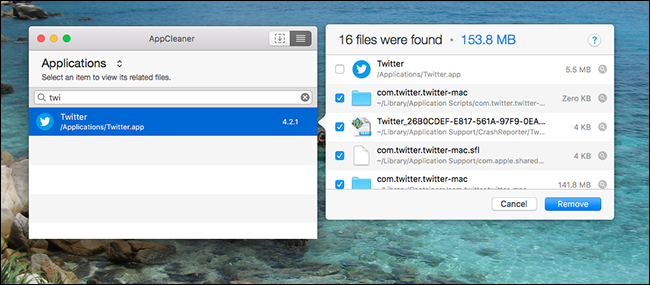 AppCleaner
Applications
Select an item to view its related files.
twi
Twitter
/Applications/Twitter.app
4.2.1
16 files were found • 153.8 MB
?
Twitter
/Applications/Twitter.app
5.5 MB
com.twitter.twitter-mac
~/Library/Application Scripts/com.twitter.twitter-...
Zero KB
Twitter_26B0CDEF-E817-561A-97F9-0EA...
~/Library/Application Support/CrashReporter/Tw...
4 KB
com.twitter.twitter-mac.sfl
~/Library/Application Support/com.apple.shared...
4 KB
com.twitter.twitter-mac
141.8 MB
Cancel
Remove